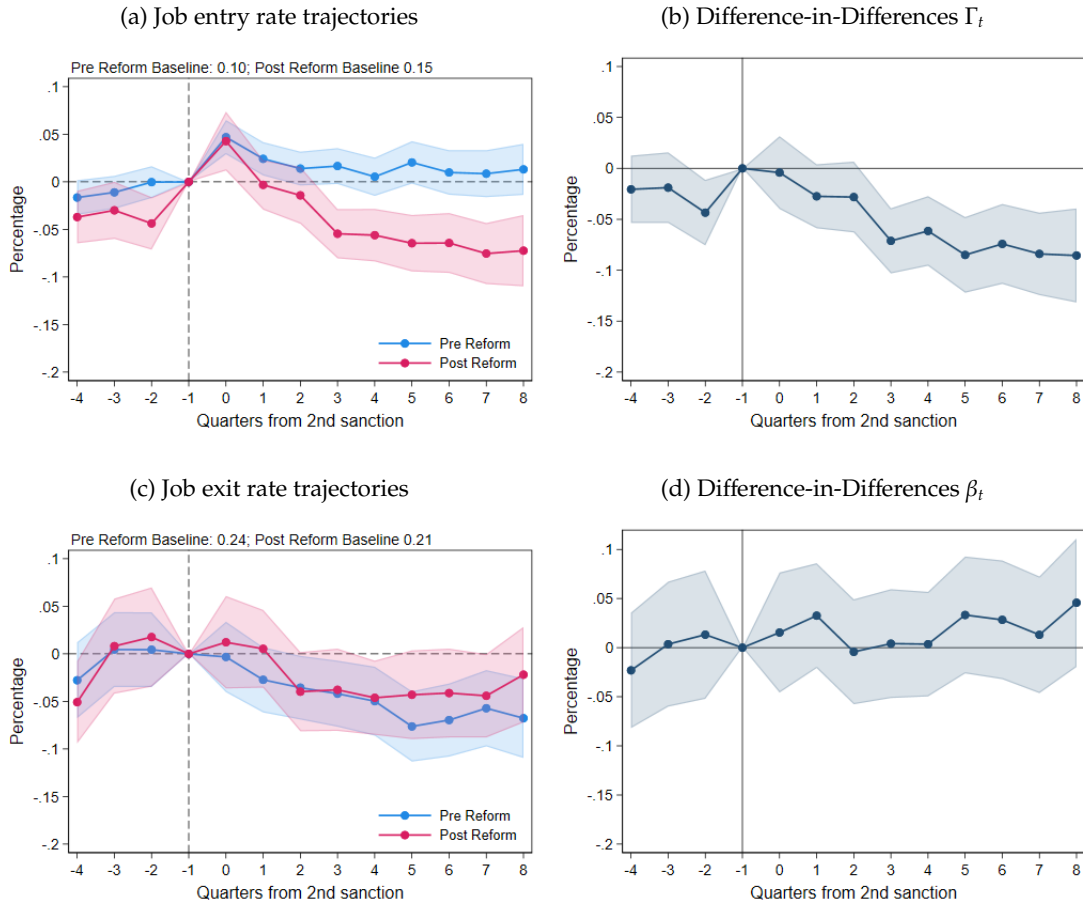 (a) Job entry rate trajectories
Pre Reform Baseline: 0.10; Post Reform Baseline 0.15
Percentage
.1
.05
0
-.05
-.1
-.15
-.2
Pre Reform
Post Reform
-4 -3 -2 -1 0 1 2 3 4 5 6 7 8
Quarters from 2nd sanction
(b) Difference-in-Differences Γt
Percentage
.1
.05
0
-.05
-.1
-.15
-.2
-4 -3 -2 -1 0 1 2 3 4 5 6 7 8
Quarters from 2nd sanction
(c) Job exit rate trajectories
Pre Reform Baseline: 0.24; Post Reform Baseline 0.21
Percentage
.1
.05
0
-.05
-.1
-.15
-.2
Pre Reform
Post Reform
-4 -3 -2 -1 0 1 2 3 4 5 6 7 8
Quarters from 2nd sanction
(d) Difference-in-Differences βt
Percentage
.1
.05
0
-.05
-.1
-.15
-.2
-4 -3 -2 -1 0 1 2 3 4 5 6 7 8
Quarters from 2nd sanction